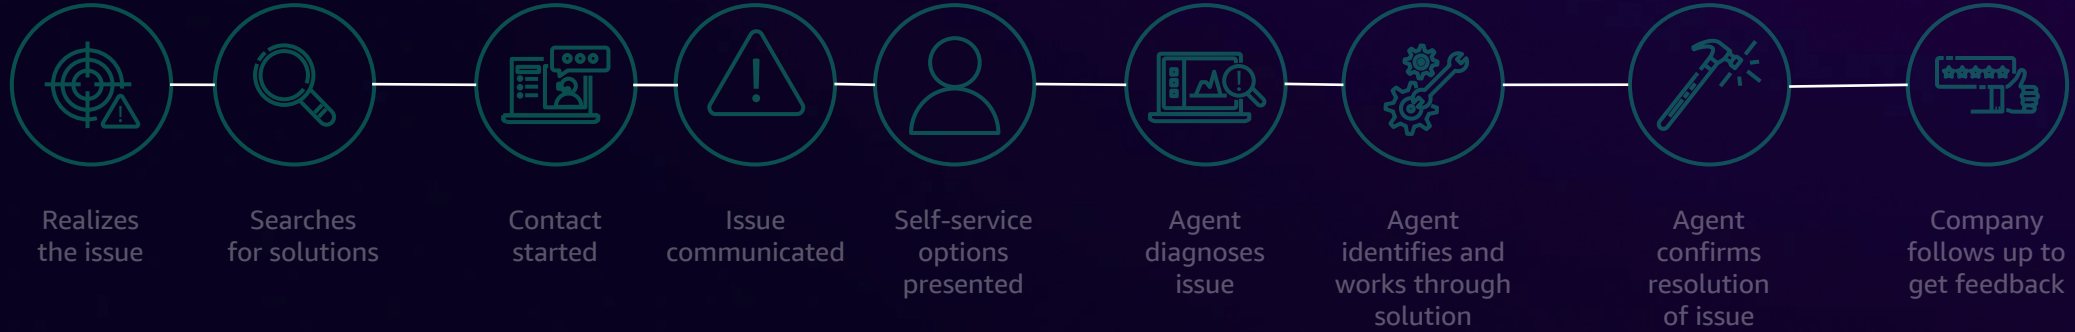 Realizes
the issue
Searches
for solutions
Contact
started
Issue
communicated
Self-service
options
presented
Agent
diagnoses
issue
Agent
identifies and
works through
solution
Agent
confirms
resolution
of issue
Company
follows up to
get feedback